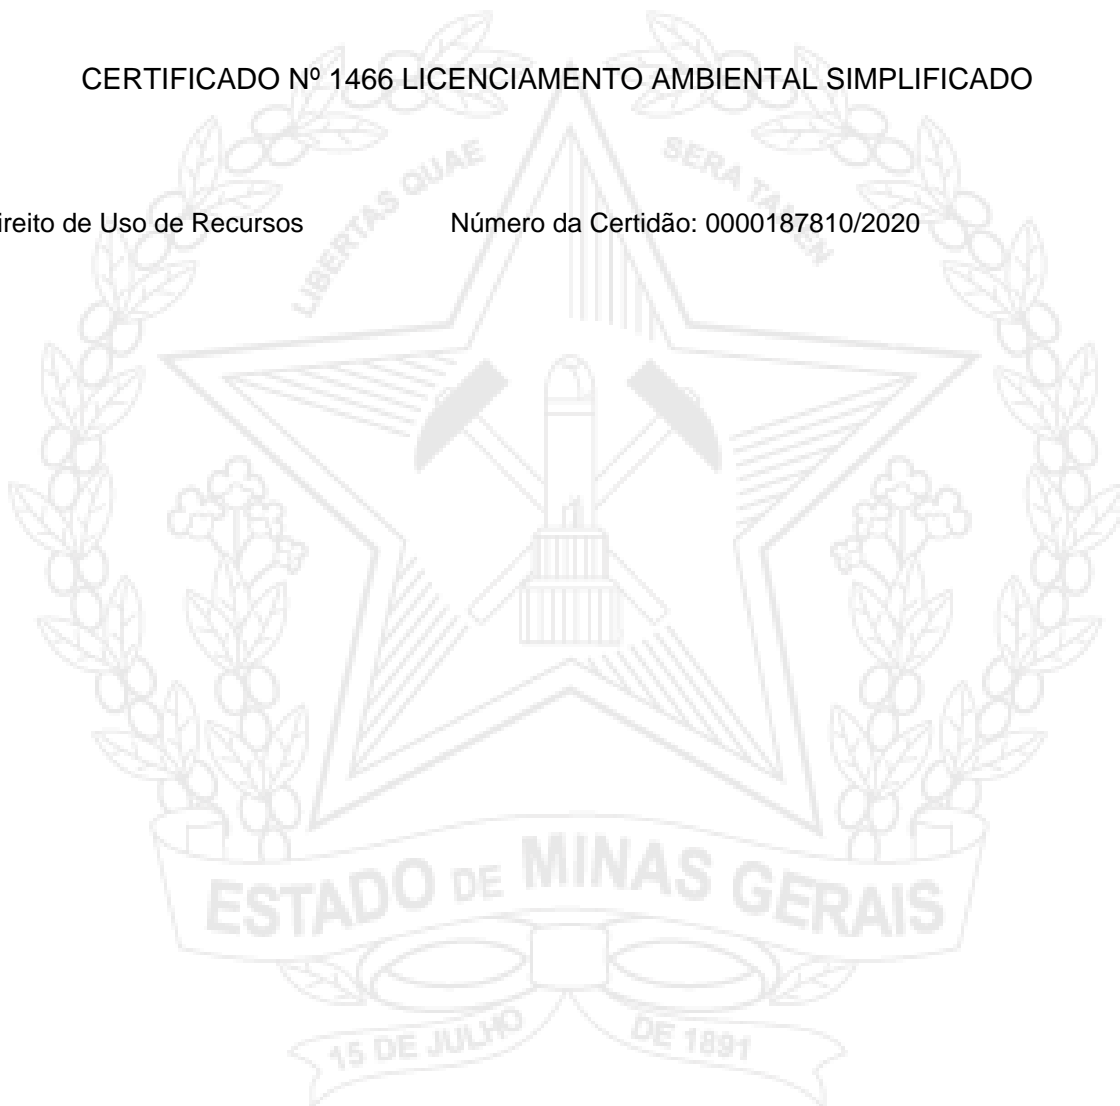 CERTIFICADO Nº 1466 LICENCIAMENTO AMBIENTAL SIMPLIFICADO
LIBERTAS QUAE SERA TAMEN
ireito de Uso de Recursos Número da Certidão: 0000187810/2020
ESTADO DE MINAS GERAIS
15 DE JULHO DE 1891